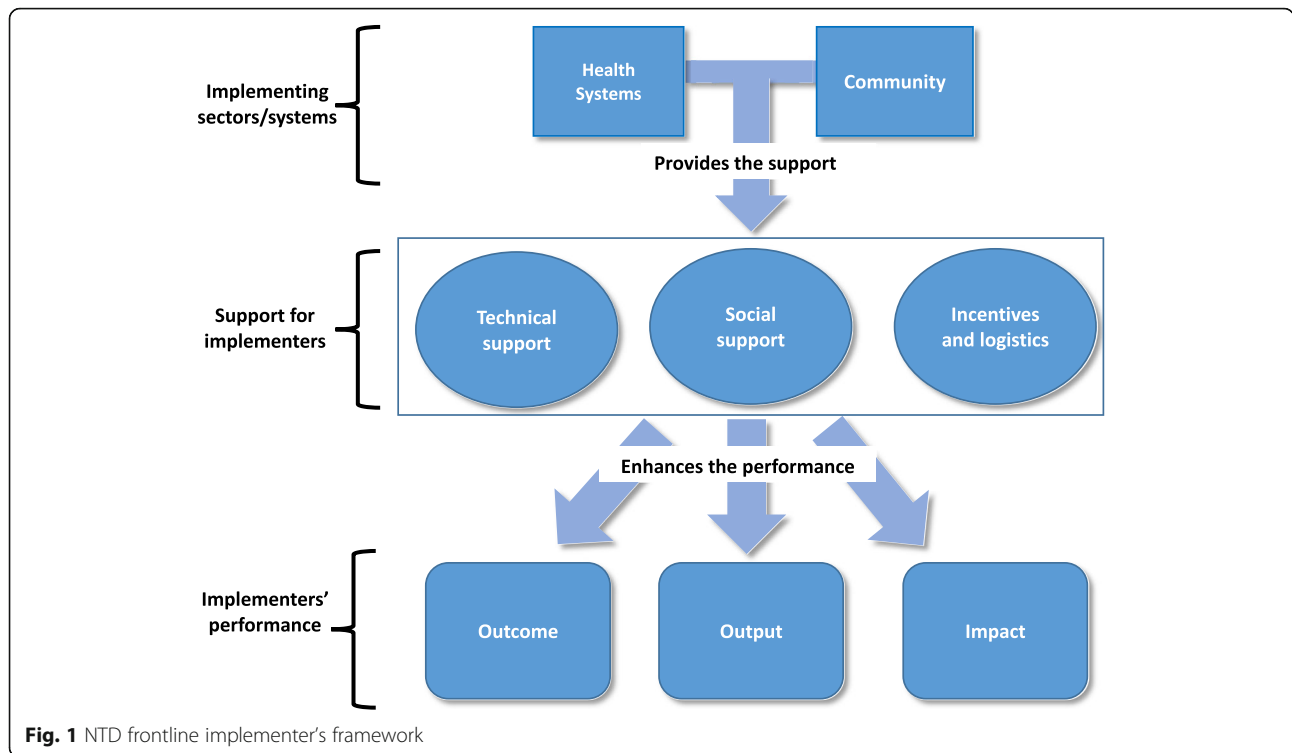 Implementing
sectors/systems
Health
Systems
Community
Provides the support
Support for
implementers
Technical
support
Social
support
Incentives
and logistics
Enhances the performance
Implementers’
performance
Outcome
Output
Impact
Fig. 1 NTD frontline implementer’s framework